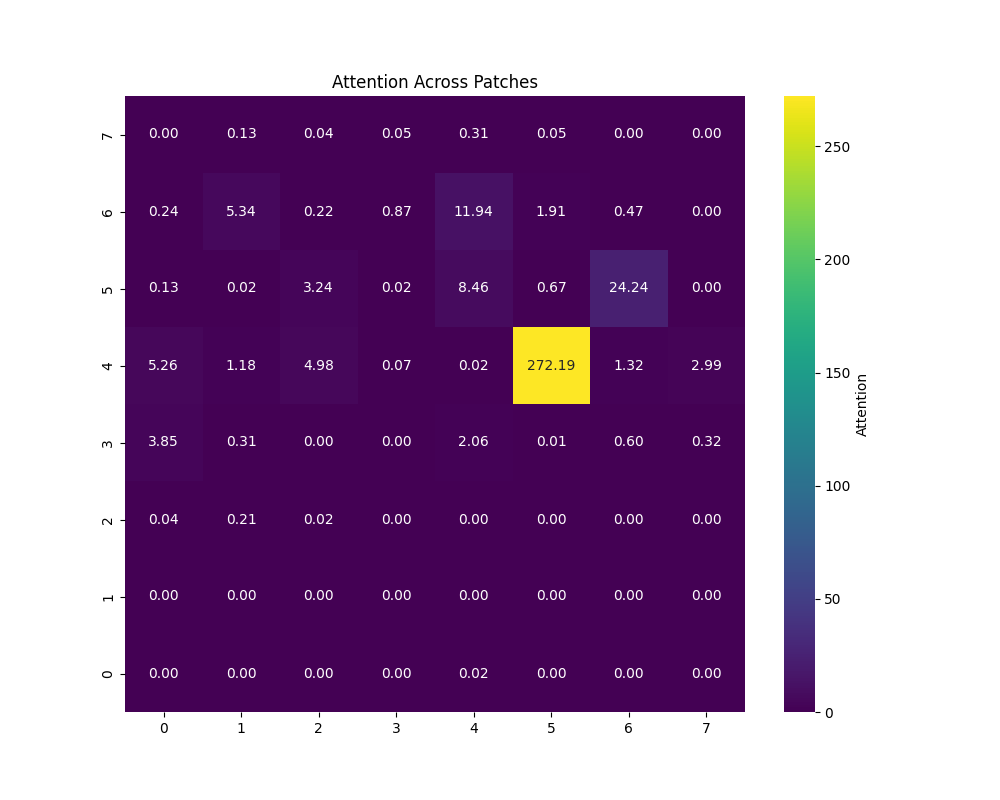 Attention Across Patches
7 0.00 0.13 0.04 0.05 0.31 0.05 0.00 0.00
6 0.24 5.34 0.22 0.87 11.94 1.91 0.47 0.00
5 0.13 0.02 3.24 0.02 8.46 0.67 24.24 0.00
4 5.26 1.18 4.98 0.07 0.02 272.19 1.32 2.99
3 3.85 0.31 0.00 0.00 2.06 0.01 0.60 0.32
2 0.04 0.21 0.02 0.00 0.00 0.00 0.00 0.00
1 0.00 0.00 0.00 0.00 0.00 0.00 0.00 0.00
0 0.00 0.00 0.00 0.00 0.02 0.00 0.00 0.00
0 1 2 3 4 5 6 7
250
200
150
100
50
0
Attention